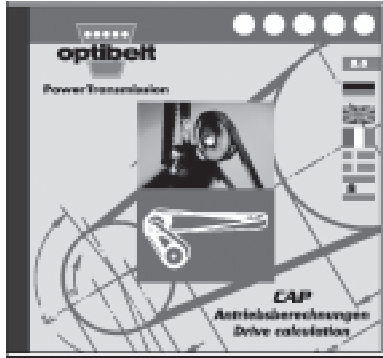 optibelt
Power Transmission
CAP
Antriebsberechnungen
Drive calculation